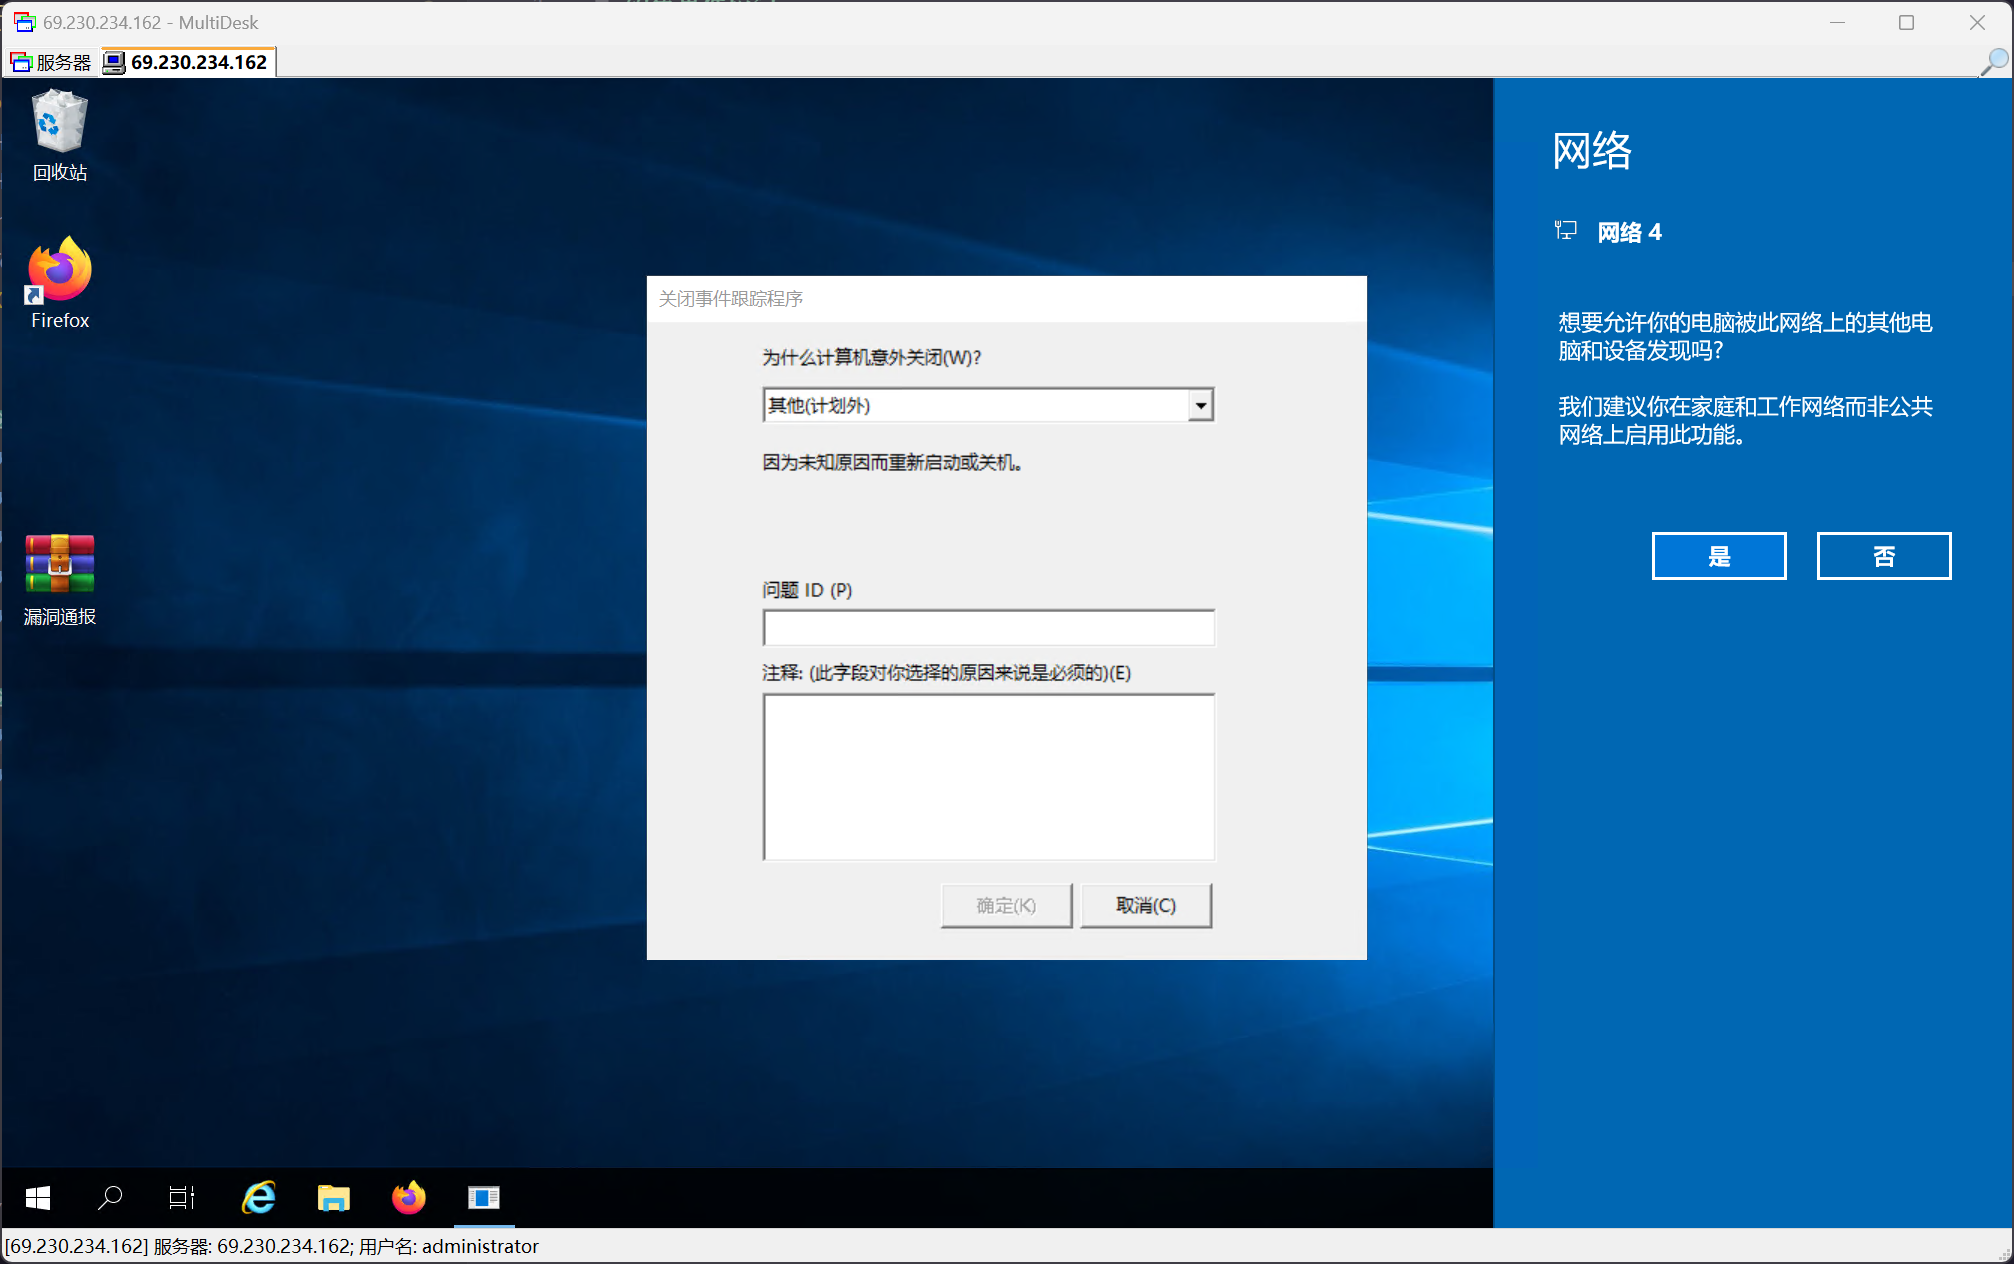 69.230.234.162 - MultiDesk
服务器
69.230.234.162
回收站
Firefox
漏洞通报
关闭事件跟踪程序
为什么计算机意外关闭(W)?
其他(计划外)
因为未知原因而重新启动或关机。
问题 ID (P)
注释: (此字段对你选择的原因来说是必须的)(E)
确定(K)
取消(C)
网络
网络 4
想要允许你的电脑被此网络上的其他电
脑和设备发现吗?
我们建议你在家庭和工作网络而非公共
网络上启用此功能。
是
否
[69.230.234.162] 服务器: 69.230.234.162; 用户名: administrator